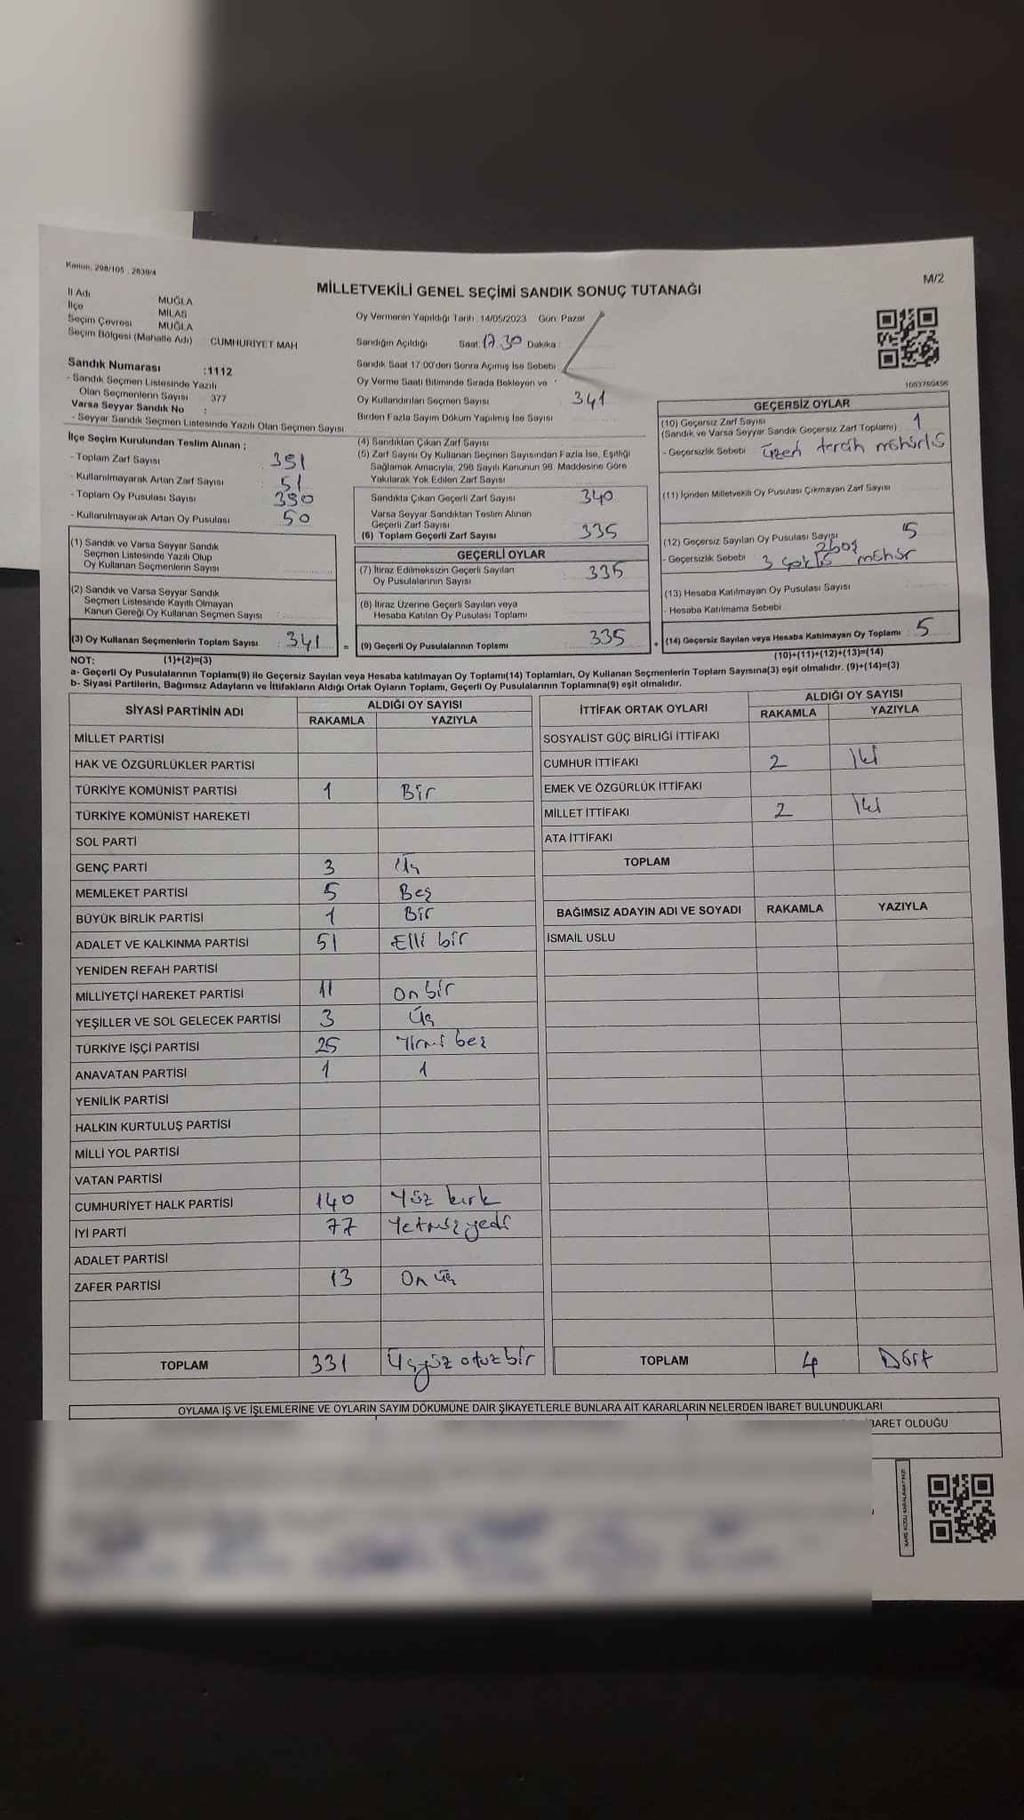 Kanun: 298/105 . 2839/4
M/2
MİLLETVEKİLİ GENEL SEÇİMİ SANDIK SONUÇ TUTANAĞI
İl Adı MUĞLA
İlçe MİLAS
Seçim Çevresi MUĞLA
Seçim Bölgesi (Mahalle Adı) CUMHURİYET MAH
Sandık Numarası :1112
- Sandık Seçmen Listesinde Yazılı
Olan Seçmenlerin Sayısı 377
Varsa Seyyar Sandık No :
- Seyyar Sandık Seçmen Listesinde Yazılı Olan Seçmen Sayısı
İlçe Seçim Kurulundan Teslim Alınan :
- Toplam Zarf Sayısı 391
- Kullanılmayarak Artan Zarf Sayısı 51
- Toplam Oy Pusulası Sayısı 390
- Kullanılmayarak Artan Oy Pusulası 50
(1) Sandık ve Varsa Seyyar Sandık
Seçmen Listesinde Yazılı Olup
Oy Kullanan Seçmenlerin Sayısı
(2) Sandık ve Varsa Seyyar Sandık
Seçmen Listesinde Kayıtlı Olmayan
Kanun Gereği Oy Kullanan Seçmen Sayısı
(3) Oy Kullanan Seçmenlerin Toplam Sayısı 341
(1)+(2)=(3)
Oy Vermenin Yapıldığı Tarih: 14/05/2023 Gün: Pazar
Sandığın Açıldığı Saat: 17.30 Dakika:
Sandık Saat 17:00'den Sonra Açmış İse Sebebi
Oy Verme Saati Bitiminde Sırada Bekleyen ve
Oy Kullandırılan Seçmen Sayısı 341
Birden Fazla Sayım Döküm Yapılmış İse Sayısı
(4) Sandıktan Çıkan Zarf Sayısı
(5) Zarf Sayısı Oy Kullanan Seçmen Sayısından Fazla İse, Eşitliği
Sağlamak Amacıyla, 298 Sayılı Kanunun 98. Maddesine Göre
Yakılarak Yok Edilen Zarf Sayısı
Sandıkta Çıkan Geçerli Zarf Sayısı 340
Varsa Seyyar Sandıktan Teslim Alınan
Geçerli Zarf Sayısı
(6) Toplam Geçerli Zarf Sayısı 335
GEÇERLİ OYLAR
(7) İtiraz Edilmeksizin Geçerli Sayılan
Oy Pusulalarının Sayısı 335
(8) İtiraz Üzerine Geçerli Sayılan veya
Hesaba Katılan Oy Pusulası Toplamı
= (9) Geçerli Oy Pusulalarının Toplamı 335
1053750456
GEÇERSİZ OYLAR
(10) Geçersiz Zarf Sayısı 1
(Sandık ve Varsa Seyyar Sandık Geçersiz Zarf Toplamı)
- Geçersizlik Sebebi üzeri tercih mühürlü
(11) İçinden Milletvekili Oy Pusulası Çıkmayan Zarf Sayısı
(12) Geçersiz Sayılan Oy Pusulası Sayısı 5
2 boş
- Geçersizlik Sebebi 3 çoklu mühür
(13) Hesaba Katılmayan Oy Pusulası Sayısı
- Hesaba Katılmama Sebebi
+ (14) Geçersiz Sayılan veya Hesaba Katılmayan Oy Toplamı 5
(10)+(11)+(12)+(13)=(14)
NOT:
a- Geçerli Oy Pusulalarının Toplamı(9) ile Geçersiz Sayılan veya Hesaba katılmayan Oy Toplamı(14) Toplamları, Oy Kullanan Seçmenlerin Toplam Sayısına(3) eşit olmalıdır. (9)+(14)=(3)
b- Siyasi Partilerin, Bağımsız Adayların ve İttifakların Aldığı Ortak Oyların Toplamı, Geçerli Oy Pusulalarının Toplamına(9) eşit olmalıdır.
SİYASİ PARTİNİN ADI ALDIĞI OY SAYISI
RAKAMLA YAZIYLA
MİLLET PARTİSİ
HAK VE ÖZGÜRLÜKLER PARTİSİ
TÜRKİYE KOMÜNİST PARTİSİ 1 Bir
TÜRKİYE KOMÜNİST HAREKETİ
SOL PARTİ
GENÇ PARTİ 3 Üç
MEMLEKET PARTİSİ 5 Beş
BÜYÜK BİRLİK PARTİSİ 1 Bir
ADALET VE KALKINMA PARTİSİ 51 Elli bir
YENİDEN REFAH PARTİSİ
MİLLİYETÇİ HAREKET PARTİSİ 11 On bir
YEŞİLLER VE SOL GELECEK PARTİSİ 3 Üç
TÜRKİYE İŞÇİ PARTİSİ 25 Yirmi beş
ANAVATAN PARTİSİ 1 1
YENİLİK PARTİSİ
HALKIN KURTULUŞ PARTİSİ
MİLLİ YOL PARTİSİ
VATAN PARTİSİ
CUMHURİYET HALK PARTİSİ 140 Yüz kırk
İYİ PARTİ 77 Yetmiş yedi
ADALET PARTİSİ
ZAFER PARTİSİ 13 On üç
TOPLAM 331 Üçyüz otuz bir
İTTİFAK ORTAK OYLARI ALDIĞI OY SAYISI
RAKAMLA YAZIYLA
SOSYALİST GÜÇ BİRLİĞİ İTTİFAKI
CUMHUR İTTİFAKI 2 İki
EMEK VE ÖZGÜRLÜK İTTİFAKI
MİLLET İTTİFAKI 2 İki
ATA İTTİFAKI
TOPLAM
BAĞIMSIZ ADAYIN ADI VE SOYADI RAKAMLA YAZIYLA
İSMAİL USLU
TOPLAM 4 Dört
OYLAMA İŞ VE İŞLEMLERİNE VE OYLARIN SAYIM DÖKÜMÜNE DAİR ŞİKAYETLERLE BUNLARA AİT KARARLARIN NELERDEN İBARET BULUNDUKLARI
BARET OLDUĞU